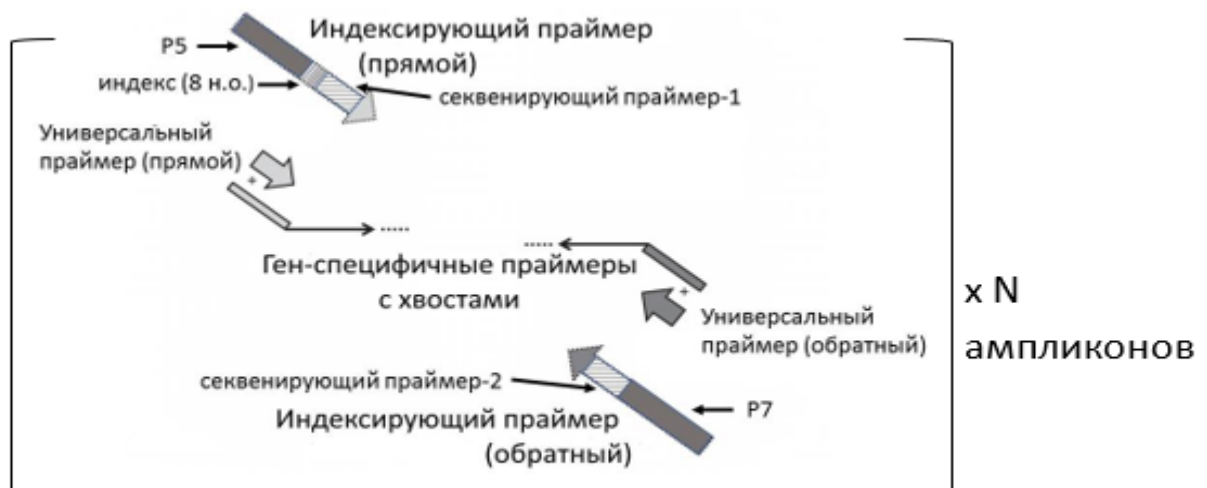 Индексирующий праймер
(прямой)
P5
индекс (8 н.о.)
секвенирующий праймер-1
Универсальный
праймер (прямой)
+
Ген-специфичные праймеры
с хвостами
+
Универсальный
праймер (обратный)
x N
ампликонов
секвенирующий праймер-2
P7
Индексирующий праймер
(обратный)